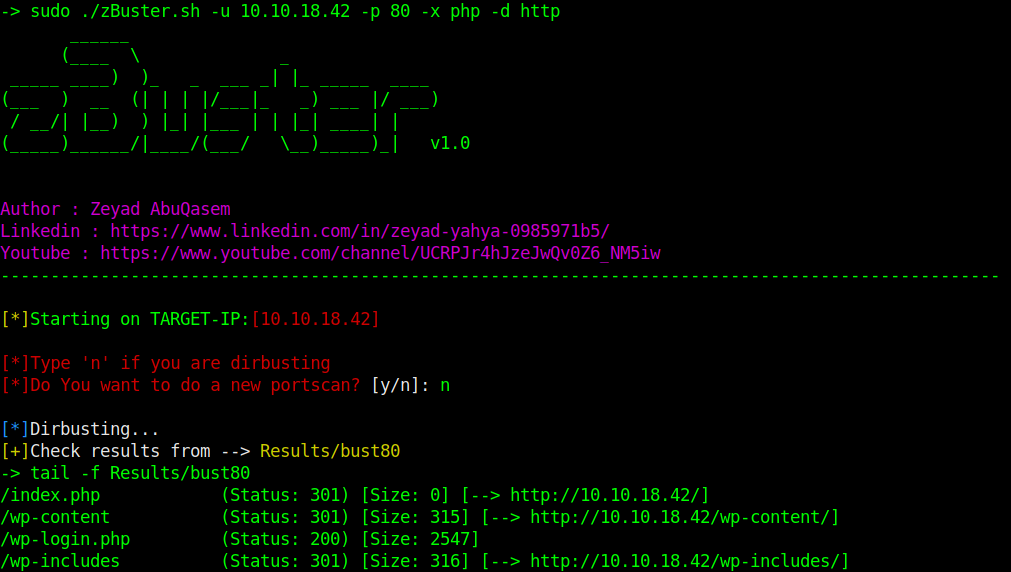 -> sudo ./zBuster.sh -u 10.10.18.42 -p 80 -x php -d http
zBuster
v1.0
Author : Zeyad AbuQasem
Linkedin : https://www.linkedin.com/in/zeyad-yahya-0985971b5/
Youtube : https://www.youtube.com/channel/UCRPJr4hJzeJwQv0Z6_NM5iw
----------------------------------------------------------------------------------------------------
[*]Starting on TARGET-IP:[10.10.18.42]
[*]Type 'n' if you are dirbusting
[*]Do You want to do a new portscan? [y/n]: n
[*]Dirbusting...
[+]Check results from --> Results/bust80
-> tail -f Results/bust80
/index.php            (Status: 301) [Size: 0] [--> http://10.10.18.42/]
/wp-content           (Status: 301) [Size: 315] [--> http://10.10.18.42/wp-content/]
/wp-login.php         (Status: 200) [Size: 2547]
/wp-includes          (Status: 301) [Size: 316] [--> http://10.10.18.42/wp-includes/]